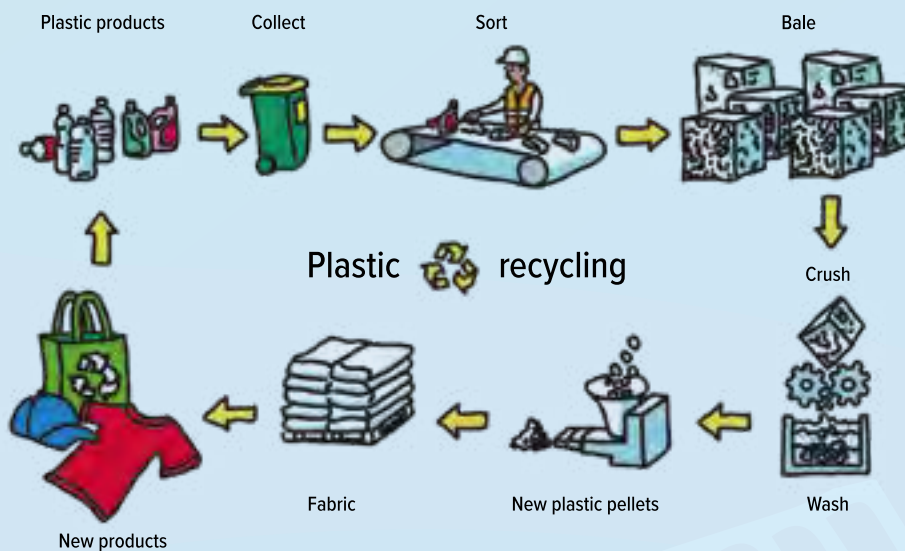 Plastic products
Collect
Sort
Bale
Plastic recycling
Crush
Wash
New plastic pellets
Fabric
New products